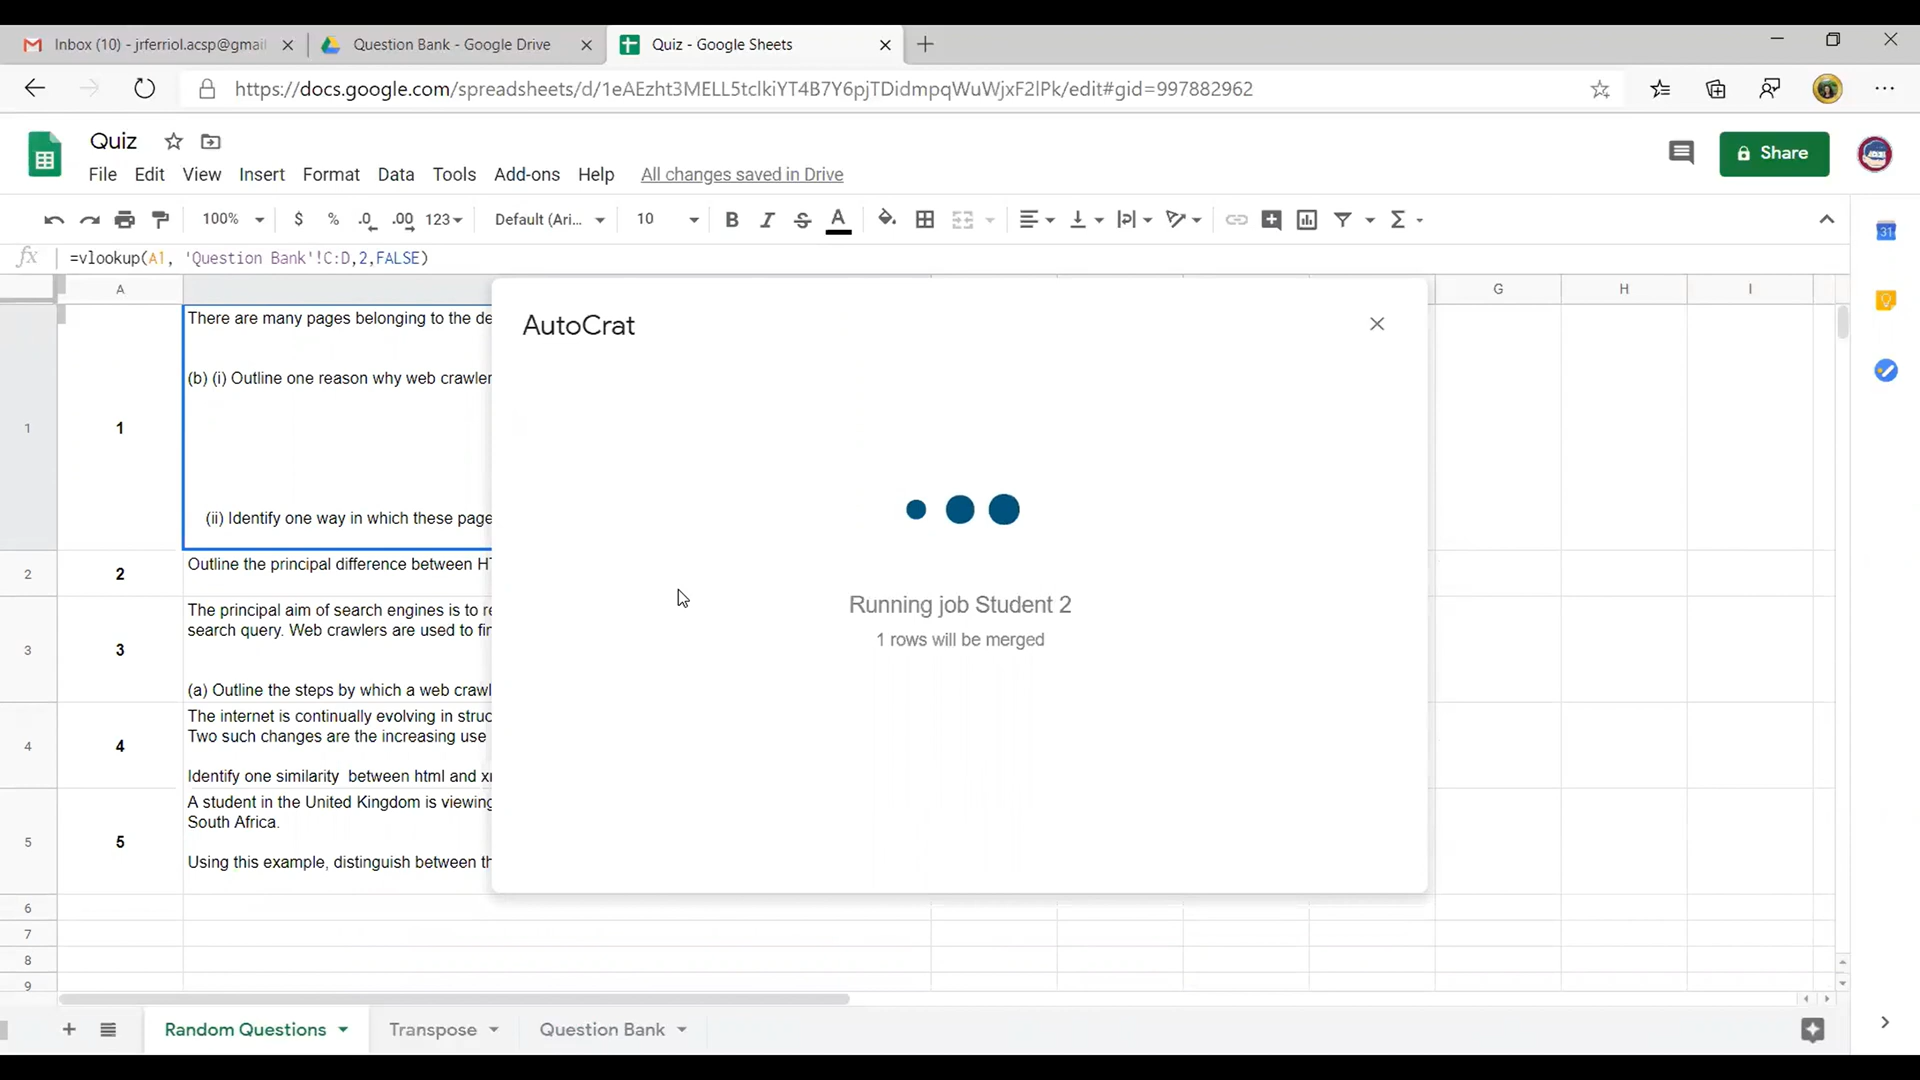 Inbox (10) - jrferriol.acsp@gmail
Question Bank - Google Drive
Quiz - Google Sheets
https://docs.google.com/spreadsheets/d/1eAEzht3MELL5tclkiYT4B7Y6pjTDidmpqWuWjxF2lPk/edit#gid=997882962
Quiz
Share
File Edit View Insert Format Data Tools Add-ons Help All changes saved in Drive
100% $ % .0 .00 123 Default (Ari... 10 B I S A Σ
31
fx =vlookup(A1, 'Question Bank'!C:D,2,FALSE)
A G H I
There are many pages belonging to the de
AutoCrat
(b) (i) Outline one reason why web crawler
1 1
(ii) Identify one way in which these page
2 2 Outline the principal difference between HT
Running job Student 2
1 rows will be merged
The principal aim of search engines is to re
search query. Web crawlers are used to fin
3 3
(a) Outline the steps by which a web crawl
The internet is continually evolving in struc
Two such changes are the increasing use
4 4
Identify one similarity between html and xm
A student in the United Kingdom is viewing
South Africa.
5 5
Using this example, distinguish between th
6
7
8
9
Random Questions Transpose Question Bank